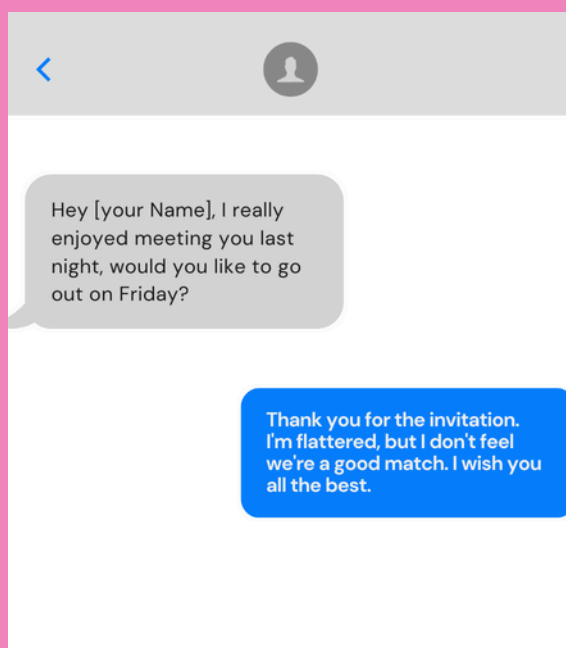 Hey [your Name], I really
enjoyed meeting you last
night, would you like to go
out on Friday?
Thank you for the invitation.
I'm flattered, but I don't feel
we're a good match. I wish you
all the best.